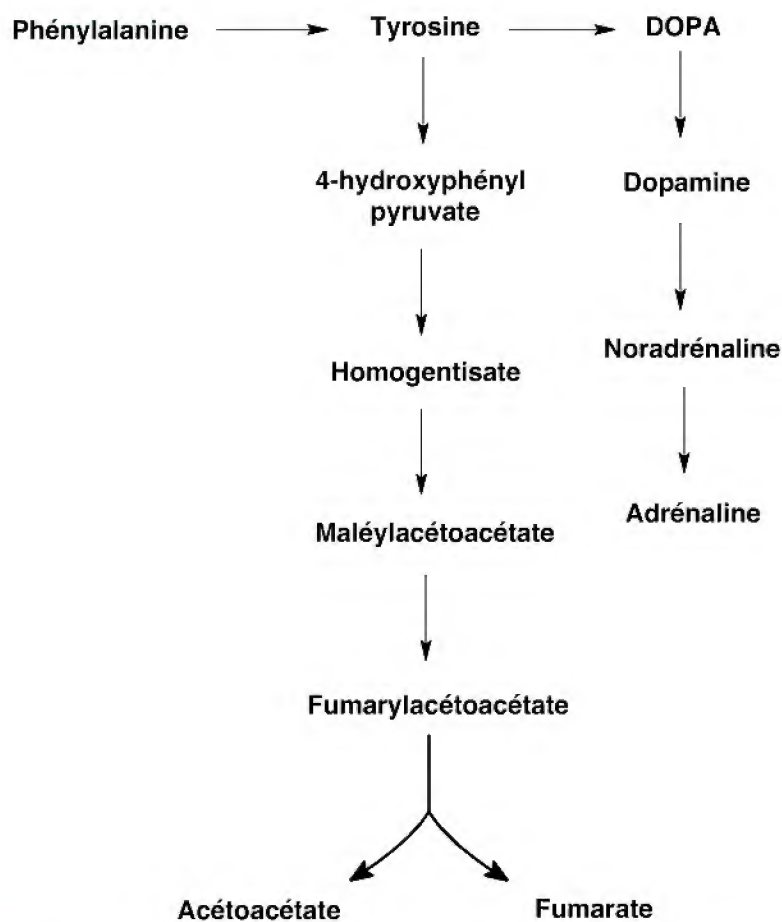 Phénylalanine
Tyrosine
DOPA
4-hydroxyphényl
pyruvate
Dopamine
Homogentisate
Noradrénaline
Maléylacétoacétate
Adrénaline
Fumarylacétoacétate
Acétoacétate
Fumarate